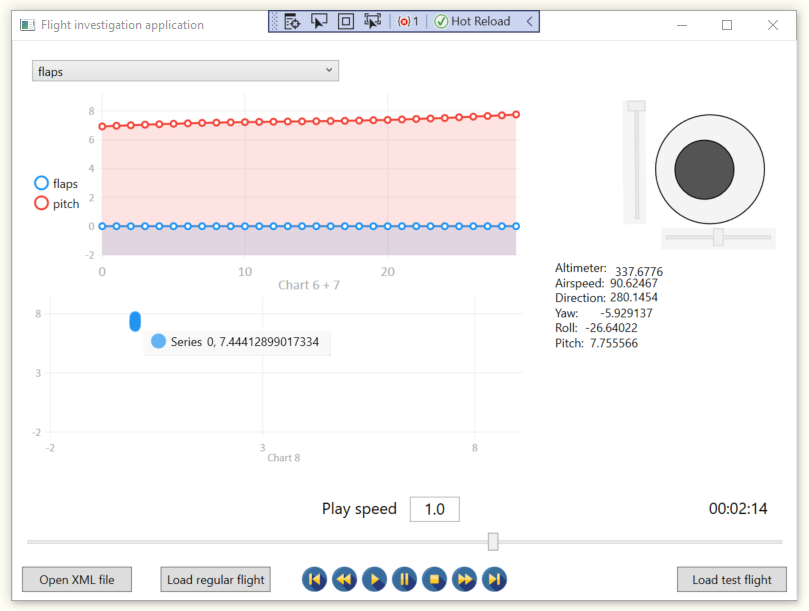 Flight investigation application
1
Hot Reload
flaps
8
6
4
2
0
-2
flaps
pitch
0 10 20
Chart 6 + 7
8
3
-2
Series 0, 7.44412899017334
-2 3 8
Chart 8
Altimeter: 337.6776
Airspeed: 90.62467
Direction: 280.1454
Yaw: -5.929137
Roll: -26.64022
Pitch: 7.755566
Play speed 1.0
00:02:14
Open XML file
Load regular flight
Load test flight